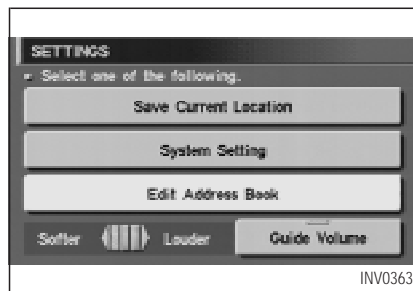 SETTINGS
Select one of the following.
Save Current Location
System Setting
Edit Address Book
Softer Louder Guide Volume
INV0363